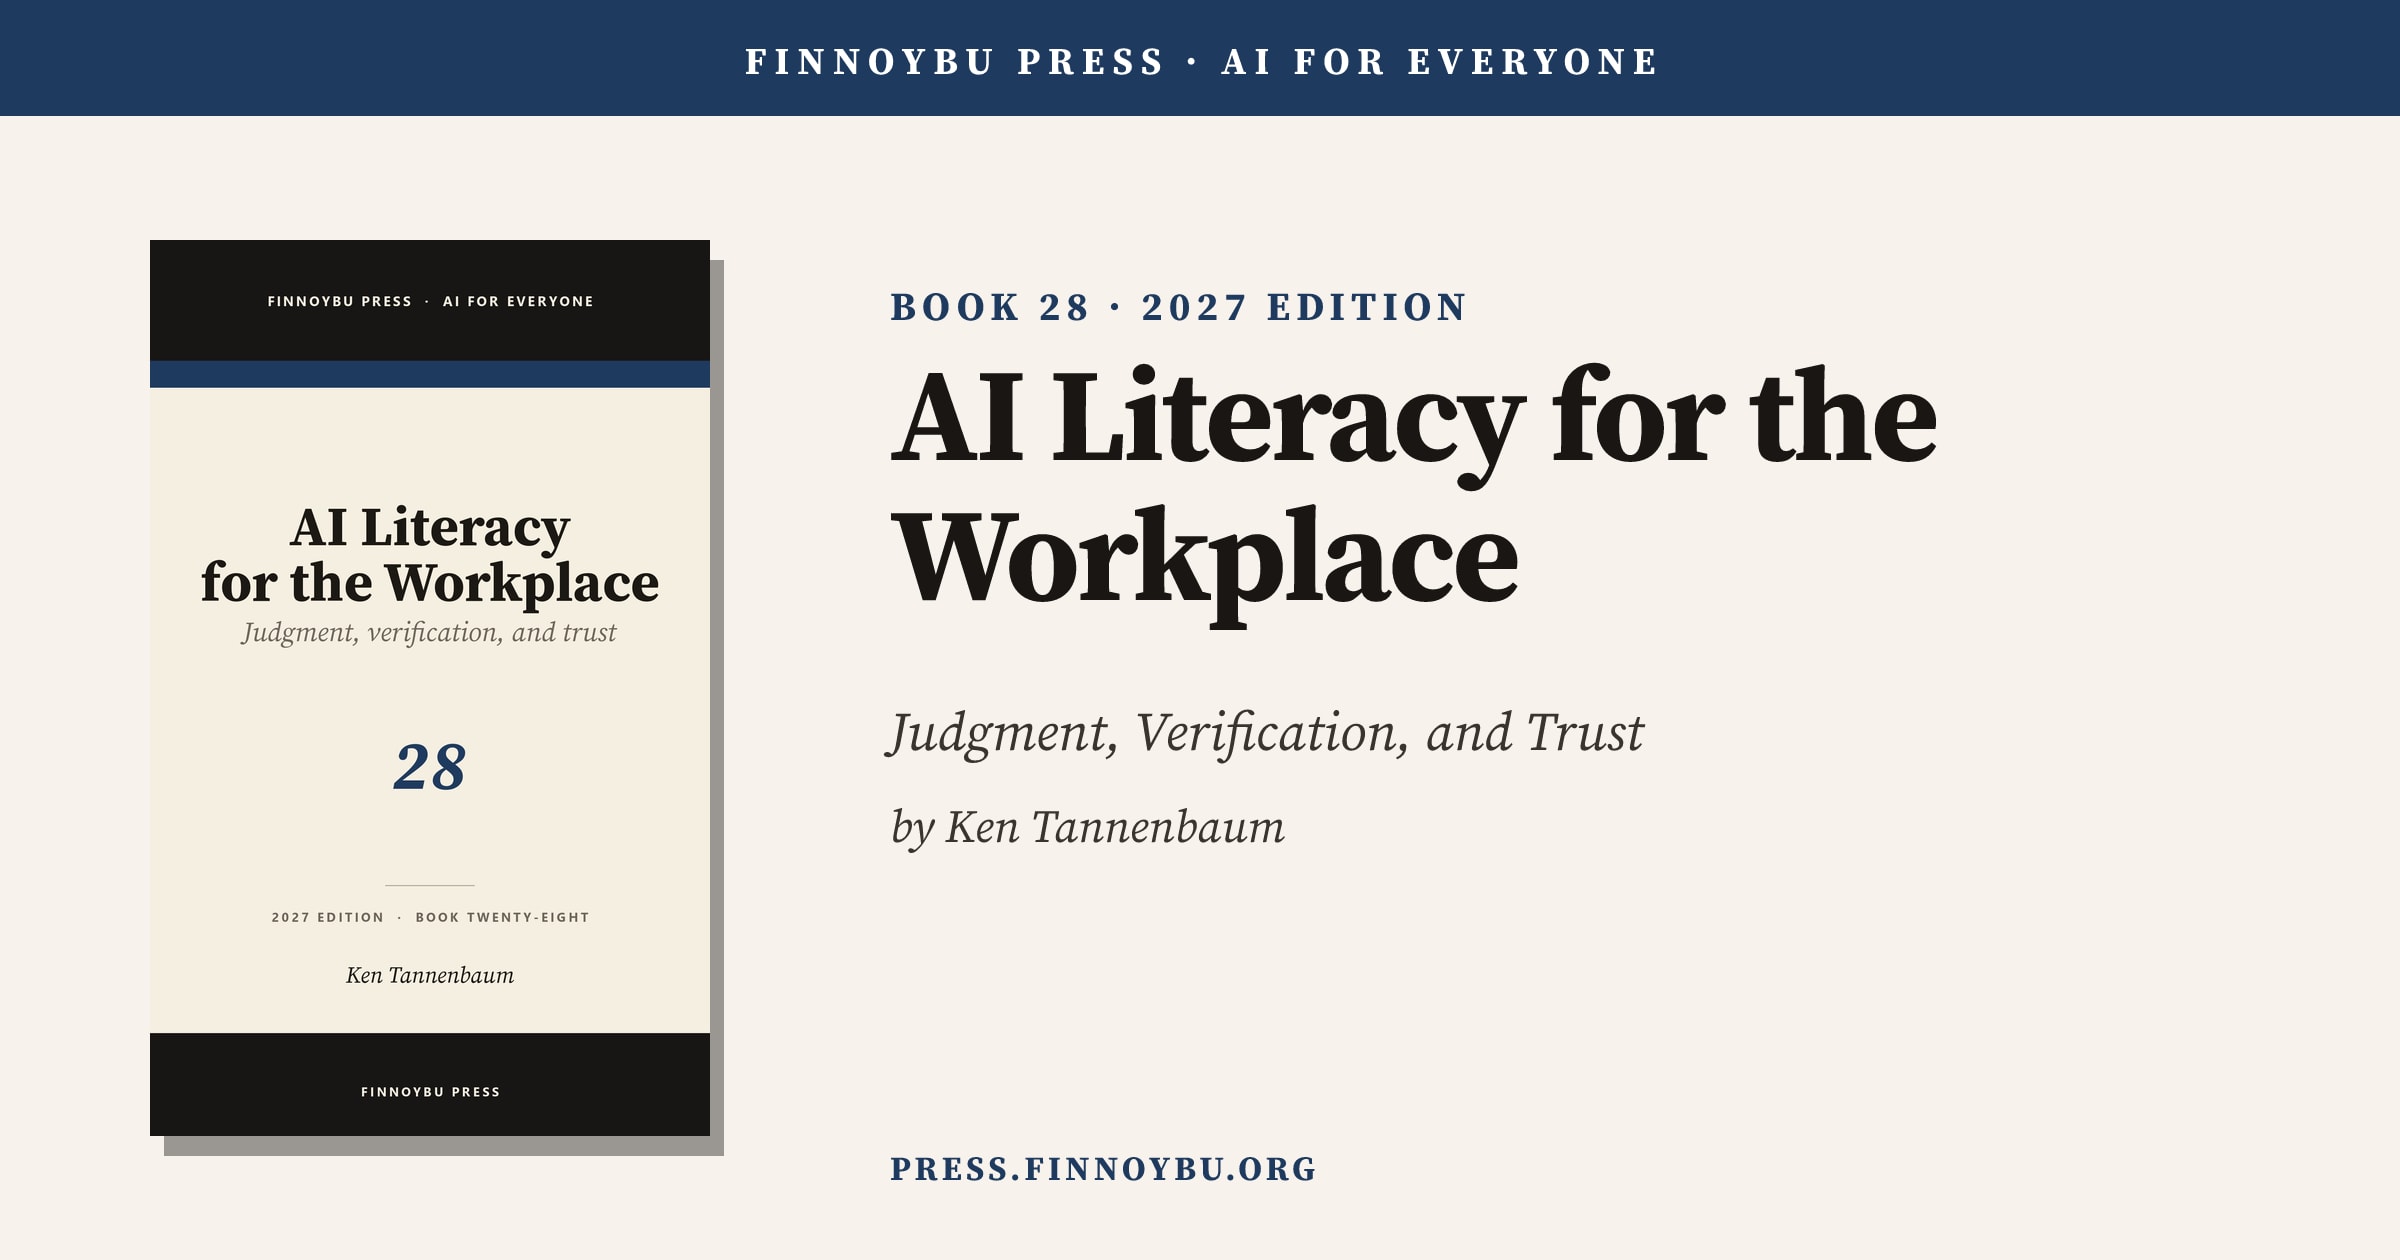 FINNOYBU PRESS · AI FOR EVERYONE
FINNOYBU PRESS · AI FOR EVERYONE
AI Literacy
for the Workplace
Judgment, verification, and trust
28
2027 EDITION · BOOK TWENTY-EIGHT
Ken Tannenbaum
FINNOYBU PRESS
BOOK 28 · 2027 EDITION
AI Literacy for the
Workplace
Judgment, Verification, and Trust
by Ken Tannenbaum
PRESS.FINNOYBU.ORG